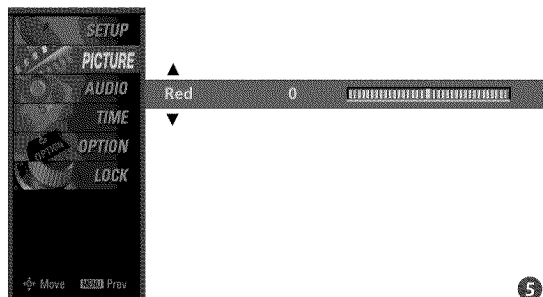 SETUP
PICTURE
▲
AUDIO
Red 0
TIME
▼
OPTION
LOCK
Move MENU Prev
5